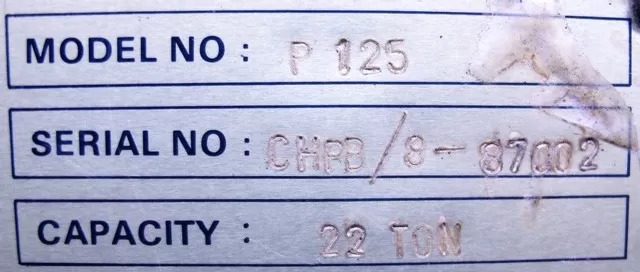 MODEL NO : P 125
SERIAL NO : CHPB/8-87002
CAPACITY : 22 TON